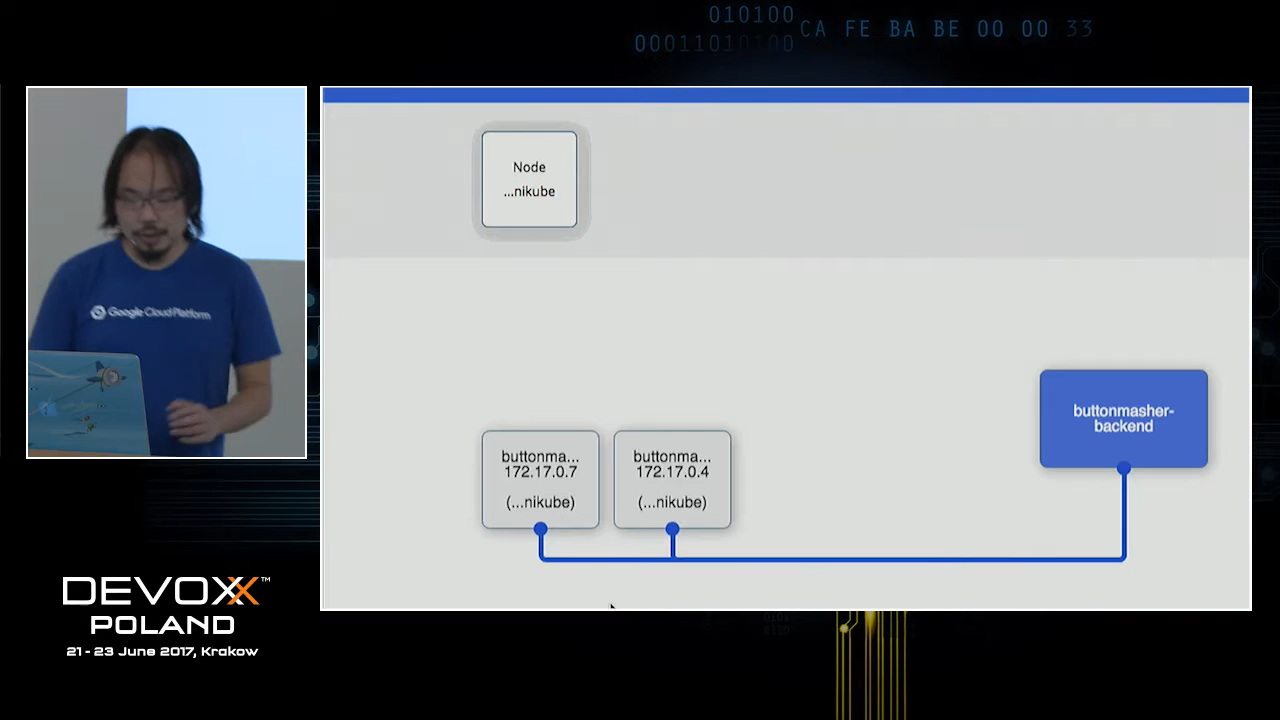 010100
00011010100
CA FE BA BE 00 00 33
Node
...nikube
Google Cloud Platform
buttonmasher-
backend
buttonma...
172.17.0.7
(...nikube)
buttonma...
172.17.0.4
(...nikube)
DEVOXX™
POLAND
21 - 23 June 2017, Krakow